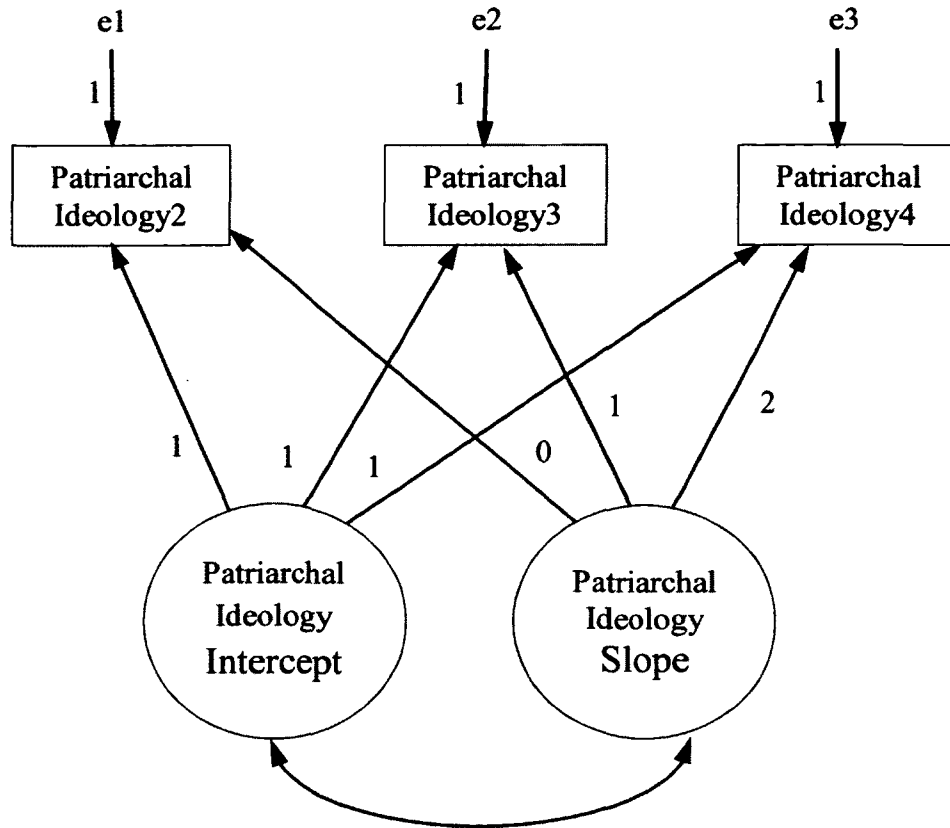 e1
e2
e3
1
1
1
Patriarchal
Ideology2
Patriarchal
Ideology3
Patriarchal
Ideology4
1
1
1
0
1
2
Patriarchal
Ideology
Intercept
Patriarchal
Ideology
Slope